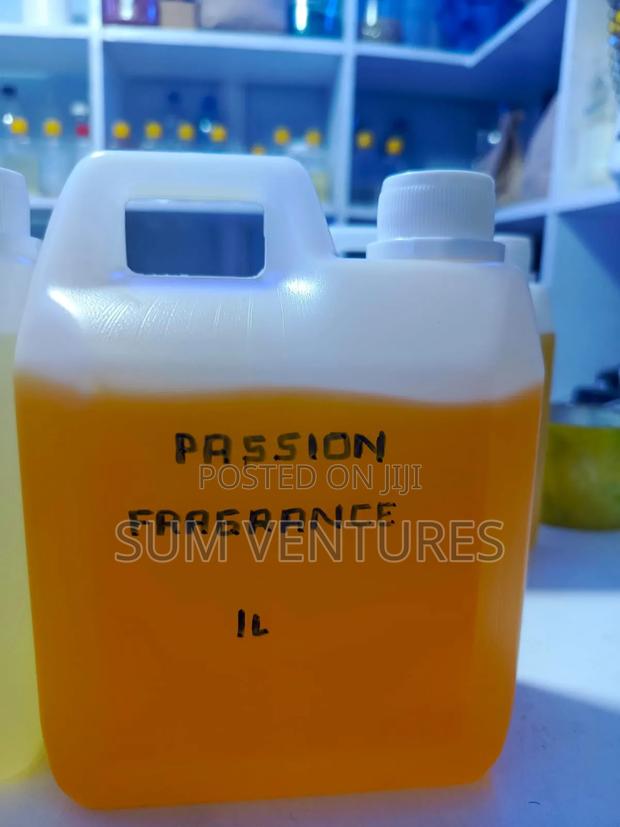 PASSION
POSTED ON JIJI
FRAGRANCE
SUM VENTURES
1L